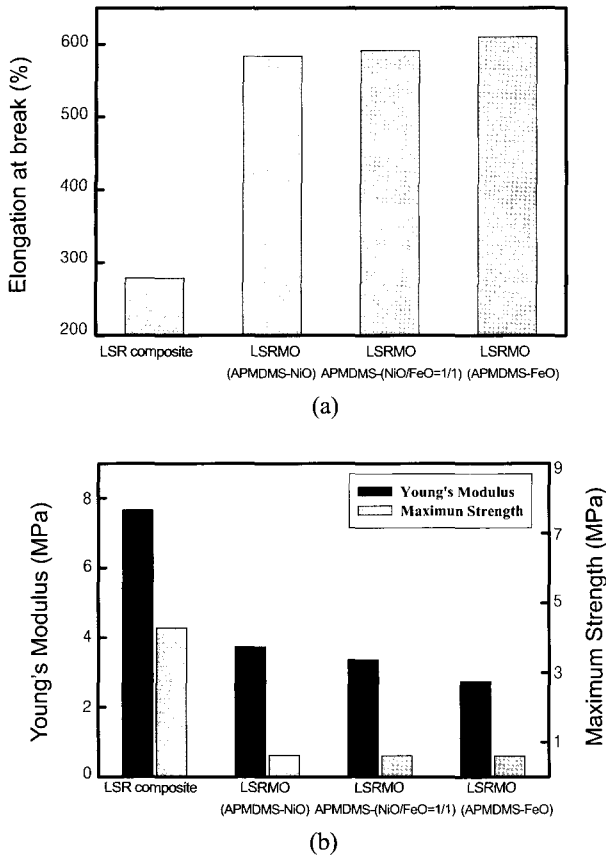 Elongation at break (%)
600
500
400
300
200
LSR composite
LSRMO
(APMDMS-NiO)
LSRMO
APMDMS-(NiO/FeO=1/1)
LSRMO
(APMDMS-FeO)
(a)
Young's Modulus (MPa)
8
6
4
2
0
Young's Modulus
Maximun Strength
9
7
5
3
1
Maximum Strength (MPa)
LSR composite
LSRMO
(APMDMS-NiO)
LSRMO
APMDMS-(NiO/FeO=1/1)
LSRMO
(APMDMS-FeO)
(b)